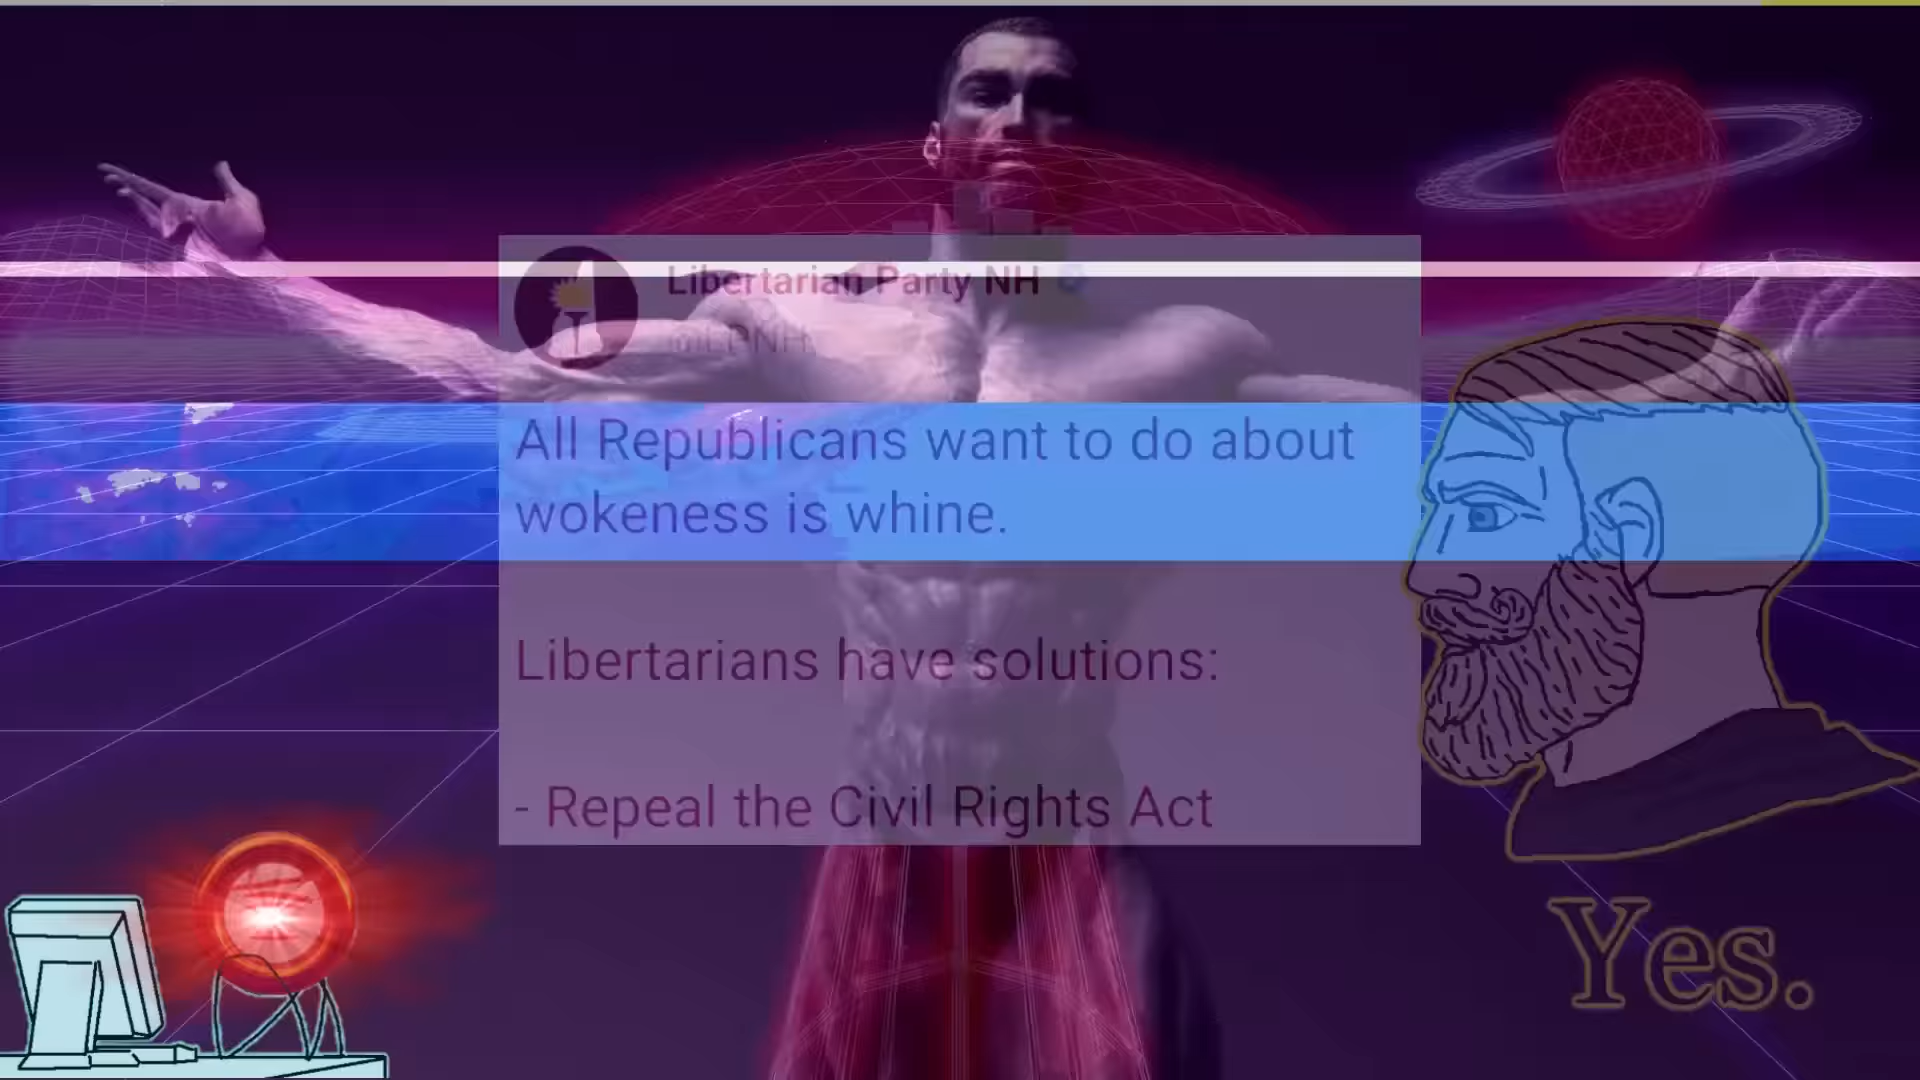 Libertarian Party NH
@LPNH
All Republicans want to do about
wokeness is whine.
Libertarians have solutions:
- Repeal the Civil Rights Act
Yes.